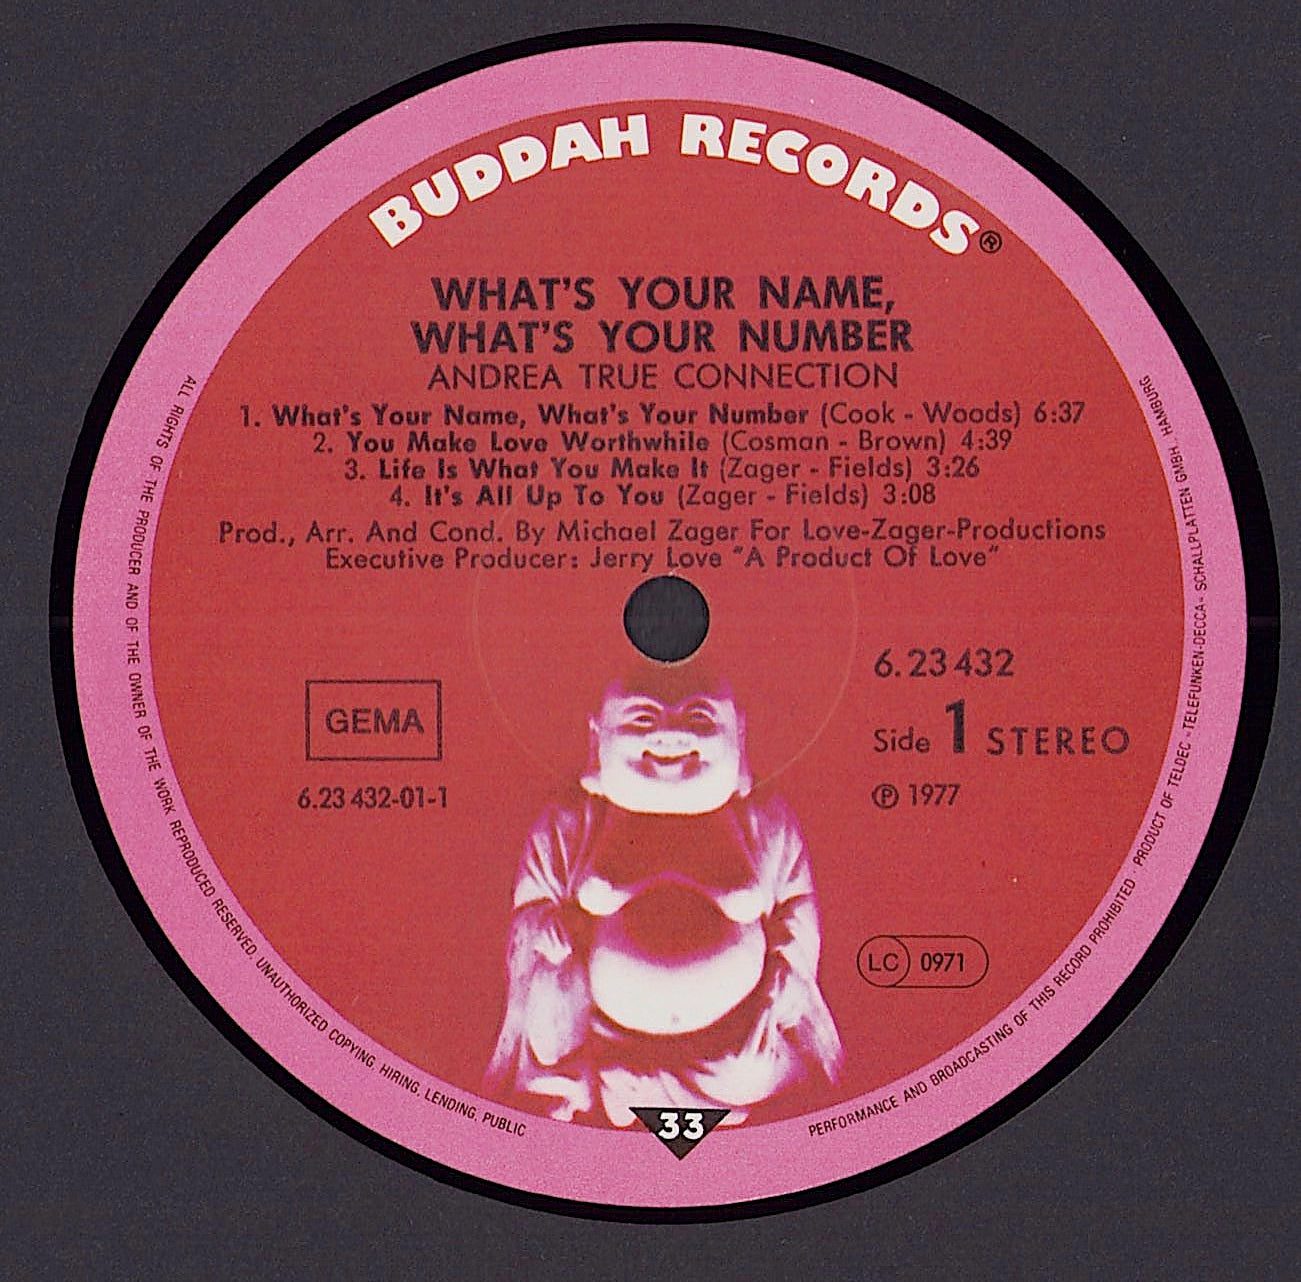 BUDDAH RECORDS®
WHAT'S YOUR NAME,
WHAT'S YOUR NUMBER
ANDREA TRUE CONNECTION
1. What's Your Name, What's Your Number (Cook - Woods) 6:37
2. You Make Love Worthwhile (Cosman - Brown) 4:39
3. Life Is What You Make It (Zager - Fields) 3:26
4. It's All Up To You (Zager - Fields) 3:08
Prod., Arr. And Cond. By Michael Zager For Love-Zager-Productions
Executive Producer: Jerry Love "A Product Of Love"
6.23 432
GEMA
Side 1 STEREO
6.23 432-01-1
℗ 1977
LC 0971
33
ALL RIGHTS OF THE PRODUCER AND OF THE OWNER OF THE WORK REPRODUCED RESERVED. UNAUTHORIZED COPYING, HIRING, LENDING, PUBLIC
PERFORMANCE AND BROADCASTING OF THIS RECORD PROHIBITED · PRODUCT OF TELDEC »TELEFUNKEN-DECCA« SCHALLPLATTEN GMBH, HAMBURG